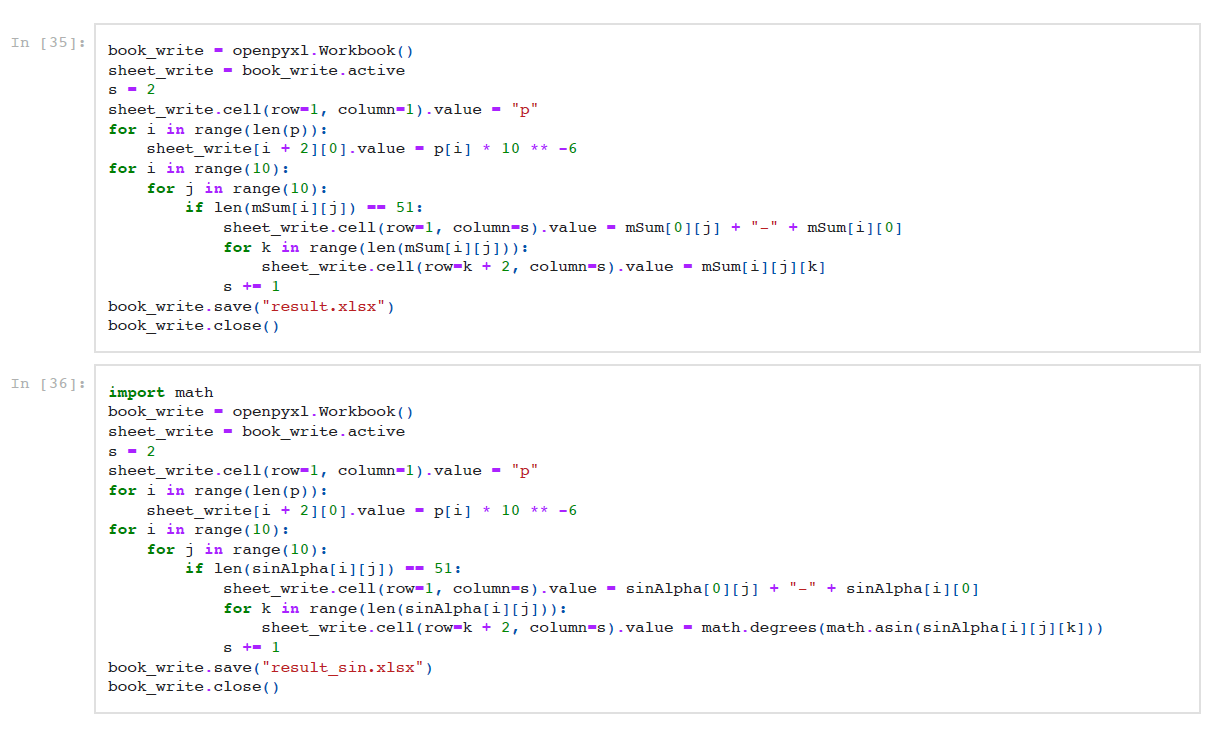 In [35]:
book_write = openpyxl.Workbook()
sheet_write = book_write.active
s = 2
sheet_write.cell(row=1, column=1).value = "p"
for i in range(len(p)):
    sheet_write[i + 2][0].value = p[i] * 10 ** -6
for i in range(10):
    for j in range(10):
        if len(mSum[i][j]) == 51:
            sheet_write.cell(row=1, column=s).value = mSum[0][j] + "-" + mSum[i][0]
            for k in range(len(mSum[i][j])):
                sheet_write.cell(row=k + 2, column=s).value = mSum[i][j][k]
            s += 1
book_write.save("result.xlsx")
book_write.close()
In [36]:
import math
book_write = openpyxl.Workbook()
sheet_write = book_write.active
s = 2
sheet_write.cell(row=1, column=1).value = "p"
for i in range(len(p)):
    sheet_write[i + 2][0].value = p[i] * 10 ** -6
for i in range(10):
    for j in range(10):
        if len(sinAlpha[i][j]) == 51:
            sheet_write.cell(row=1, column=s).value = sinAlpha[0][j] + "-" + sinAlpha[i][0]
            for k in range(len(sinAlpha[i][j])):
                sheet_write.cell(row=k + 2, column=s).value = math.degrees(math.asin(sinAlpha[i][j][k]))
            s += 1
book_write.save("result_sin.xlsx")
book_write.close()